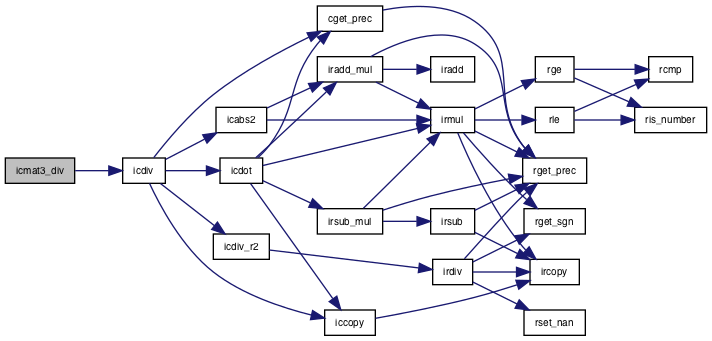 cget_prec
iradd_mul
iradd
rge
rcmp
icabs2
irmul
rle
ris_number
icmat3_div
icdiv
icdot
rget_prec
irsub_mul
irsub
rget_sgn
icdiv_r2
irdiv
ircopy
iccopy
rset_nan